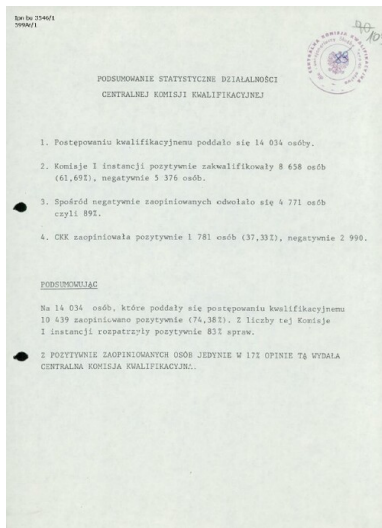 Ipn bu 3546/1
599A/1
PODSUMOWANIE STATYSTYCZNE DZIAŁALNOŚCI
CENTRALNEJ KOMISJI KWALIFIKACYJNEJ
1. Postępowaniu kwalifikacyjnemu poddało się 14 034 osóby.
2. Komisje I instancji pozytywnie zakwalifikowały 8 658 osób
(61,69%), negatywnie 5 376 osób.
3. Spośród negatywnie zaopiniowanych odwołało się 4 771 osób
czyli 89%.
4. CKK zaopiniowała pozytywnie 1 781 osób (37,33%), negatywnie 2 990.
PODSUMOWUJĄC
Na 14 034 osób, które poddały się postępowaniu kwalifikacyjnemu
10 439 zaopiniowano pozytywnie (74,38%). Z liczby tej Komisje
I instancji rozpatrzyły pozytywnie 83% spraw.
Z POZYTYWNIE ZAOPINIOWANYCH OSÓB JEDYNIE W 17% OPINIE TĘ WYDAŁA
CENTRALNA KOMISJA KWALIFIKACYJNA.